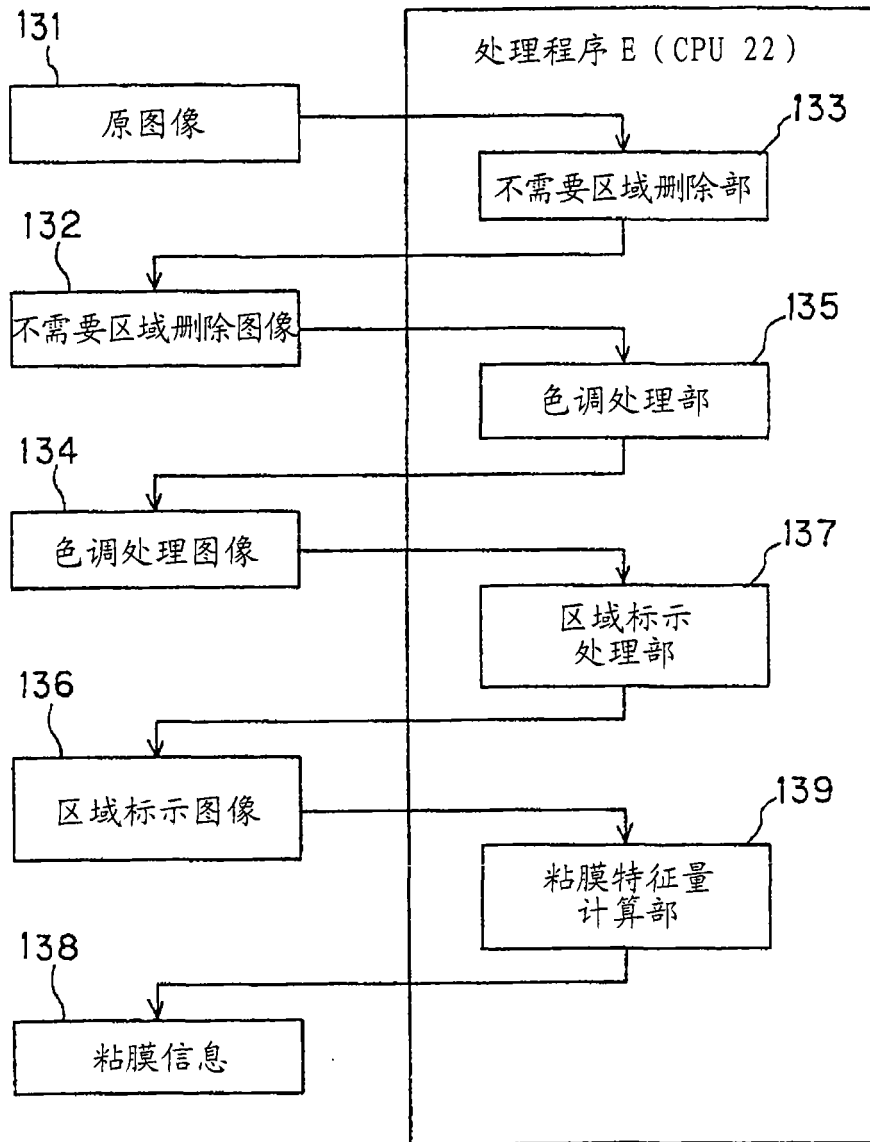 131
处理程序 E (CPU 22)
原图像
133
不需要区域删除部
132
不需要区域删除图像
135
色调处理部
134
色调处理图像
137
区域标示
处理部
136
区域标示图像
139
粘膜特征量
计算部
138
粘膜信息